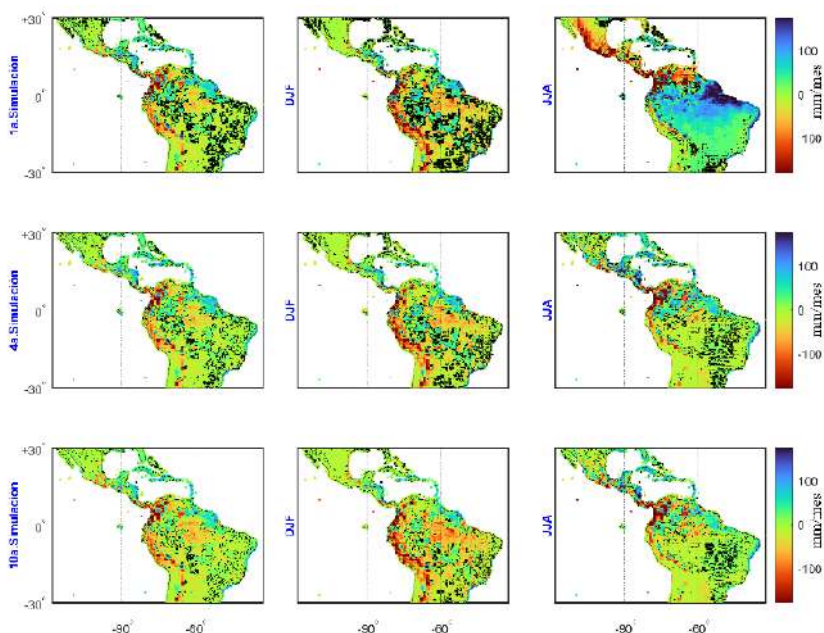 +30°
0°
-30°
1a.Simulacion
DJF
JJA
100
0
-100
mm/mes
+30°
0°
-30°
4a.Simulacion
DJF
JJA
100
0
-100
mm/mes
+30°
0°
-30°
10a.Simulacion
DJF
JJA
100
0
-100
mm/mes
-90°
-60°
-90°
-60°
-90°
-60°